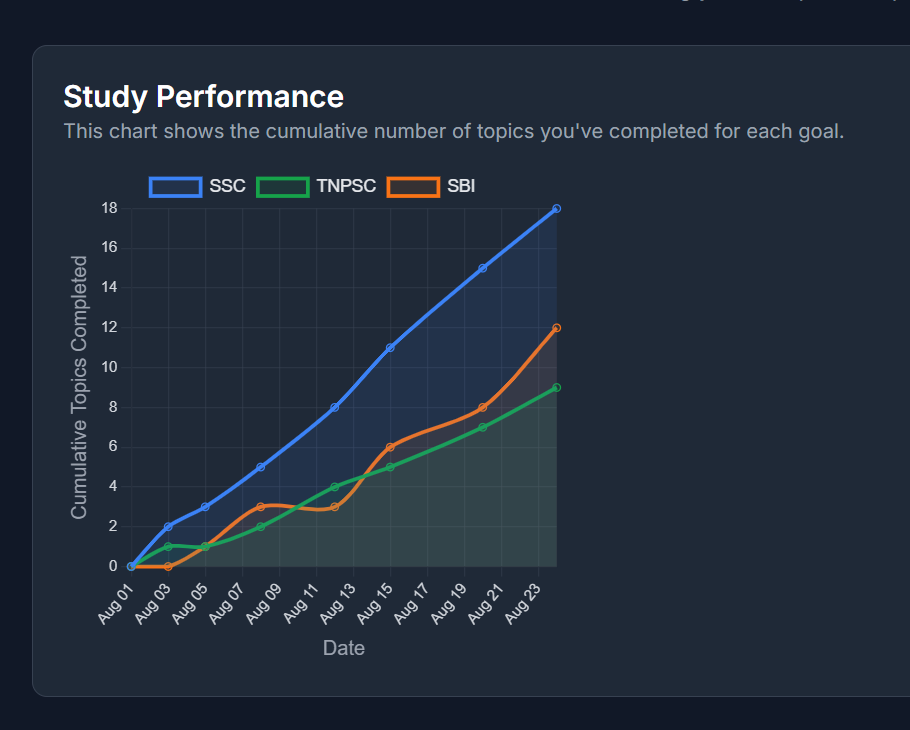 Study Performance
This chart shows the cumulative number of topics you've completed for each goal.
SSC TNPSC SBI
Cumulative Topics Completed
18
16
14
12
10
8
6
4
2
0
Aug 01 Aug 03 Aug 05 Aug 07 Aug 09 Aug 11 Aug 13 Aug 15 Aug 17 Aug 19 Aug 21 Aug 23
Date